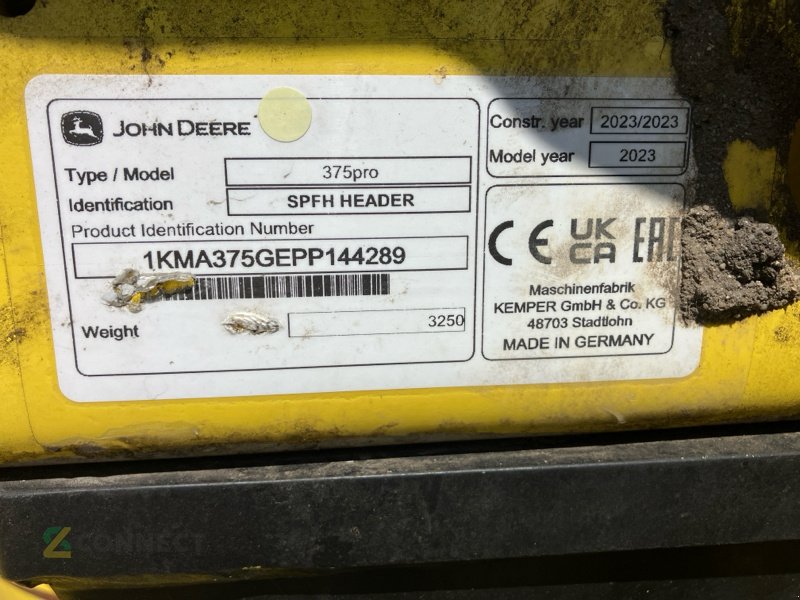 JOHN DEERE
Type / Model 375pro
Identification SPFH HEADER
Product Identification Number
1KMA375GEPP144289
Weight 3250
Constr. year 2023/2023
Model year 2023
CE UK CA EAC
Maschinenfabrik
KEMPER GmbH & Co. KG
48703 Stadtlohn
MADE IN GERMANY
CONNECT